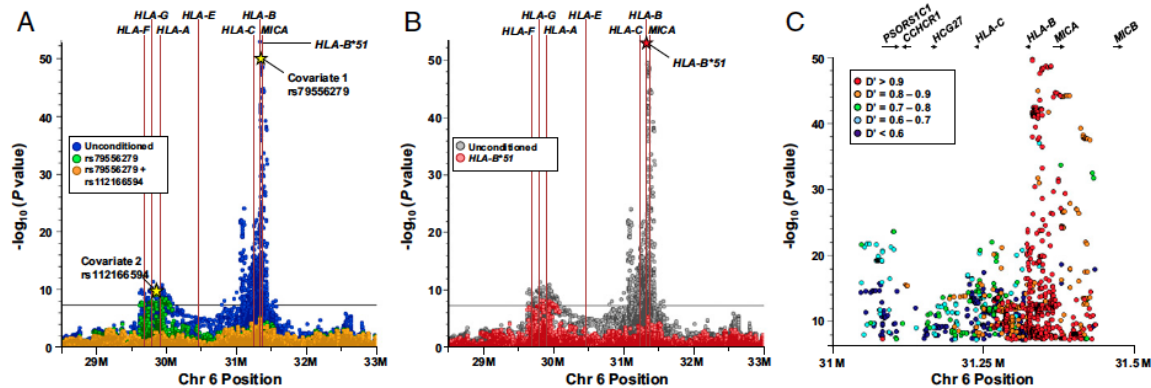 A
HLA-G HLA-E HLA-B
HLA-F HLA-A HLA-C MICA
HLA-B*51
Covariate 1
rs79556279
Unconditioned
rs79556279
rs79556279 +
rs112166594
Covariate 2
rs112166594
-log10 (P value)
50
40
30
20
10
0
29M 30M 31M 32M 33M
Chr 6 Position
B
HLA-G HLA-E HLA-B
HLA-F HLA-A HLA-C MICA
HLA-B*51
Unconditioned
HLA-B*51
-log10 (P value)
50
40
30
20
10
0
29M 30M 31M 32M 33M
Chr 6 Position
C
PSORS1C1
CCHCR1
HCG27
HLA-C
HLA-B
MICA
MICB
D' > 0.9
D' = 0.8 – 0.9
D' = 0.7 – 0.8
D' = 0.6 – 0.7
D' < 0.6
-log10 (P value)
50
40
30
20
10
31M 31.25M 31.5M
Chr 6 Position